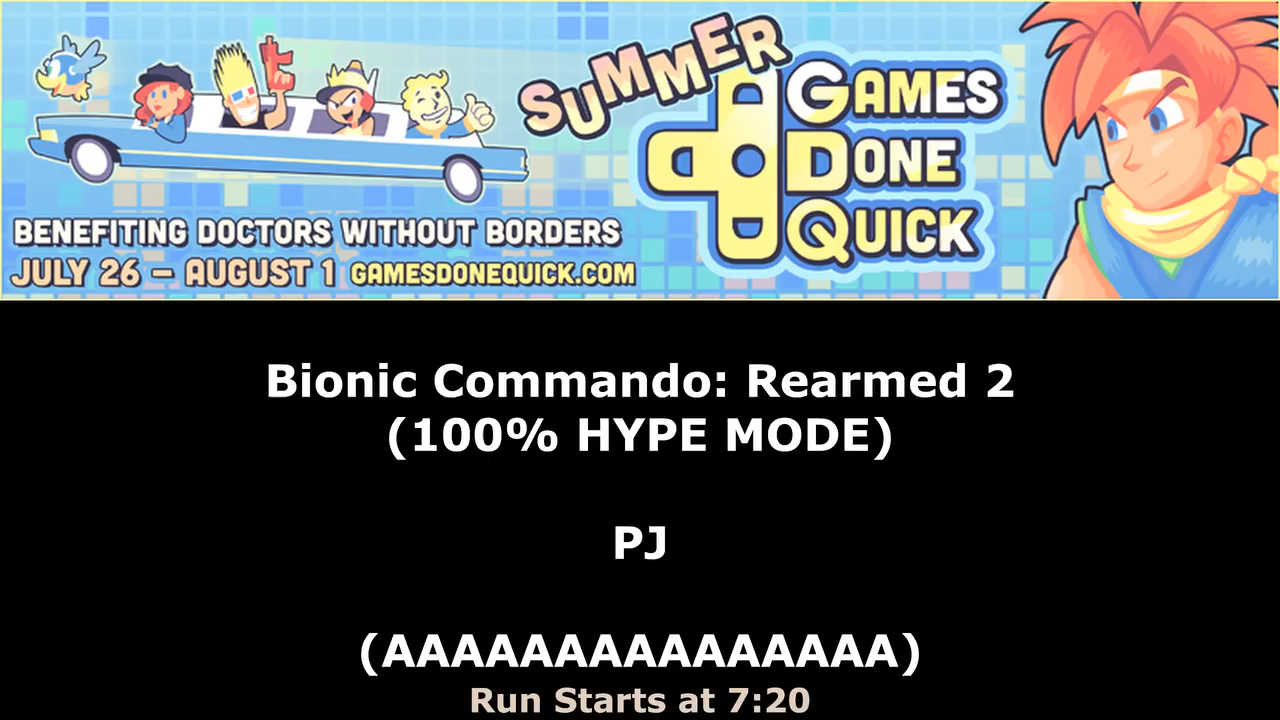 SUMMER
GAMES
DONE
QUICK
BENEFITING DOCTORS WITHOUT BORDERS
JULY 26 – AUGUST 1 GAMESDONEQUICK.COM
Bionic Commando: Rearmed 2
(100% HYPE MODE)
PJ
(AAAAAAAAAAAAAAA)
Run Starts at 7:20